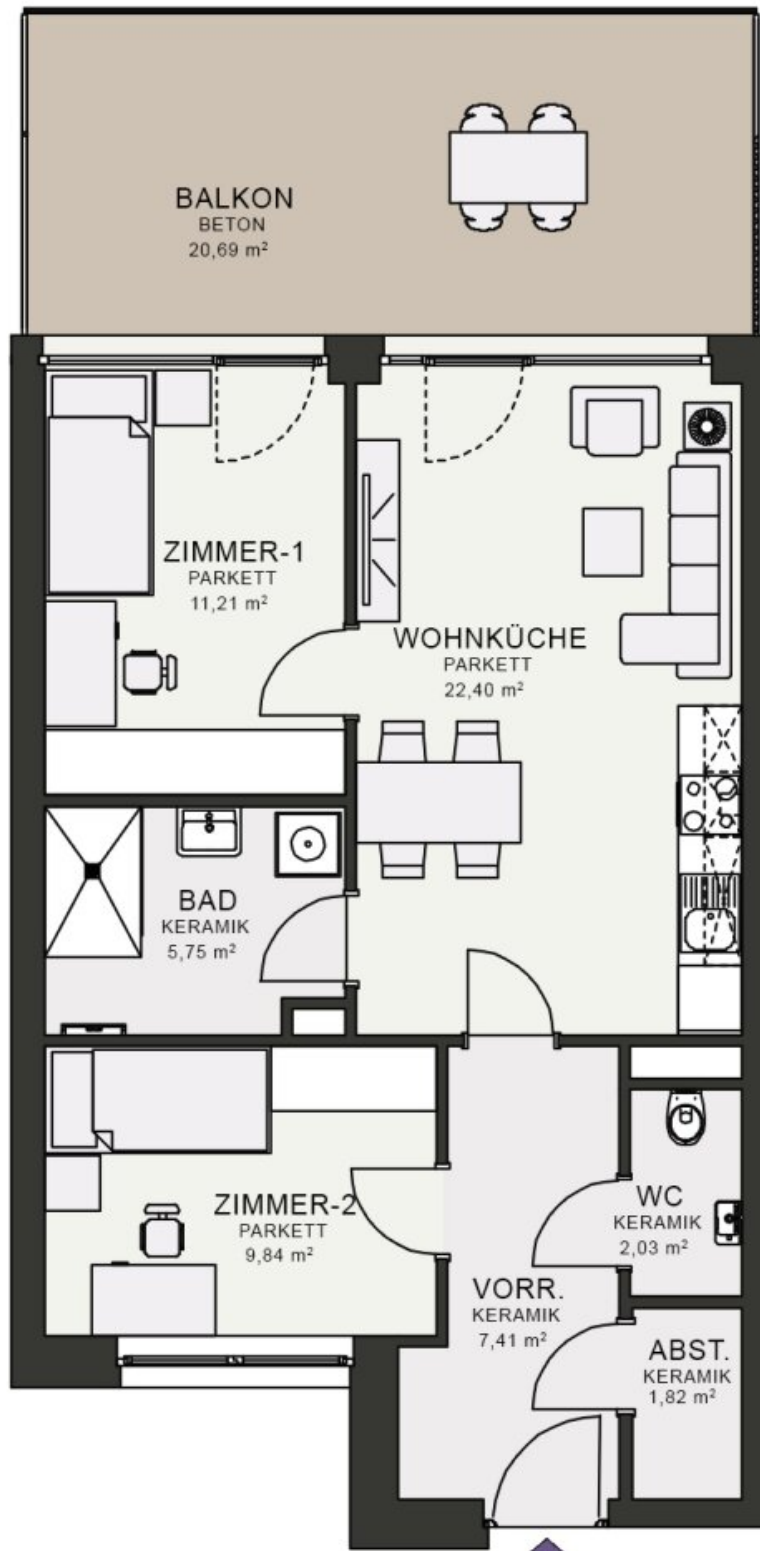 BALKON
BETON
20,69 m²
ZIMMER-1
PARKETT
11,21 m²
WOHNKÜCHE
PARKETT
22,40 m²
BAD
KERAMIK
5,75 m²
ZIMMER-2
PARKETT
9,84 m²
WC
KERAMIK
2,03 m²
VORR.
KERAMIK
7,41 m²
ABST.
KERAMIK
1,82 m²